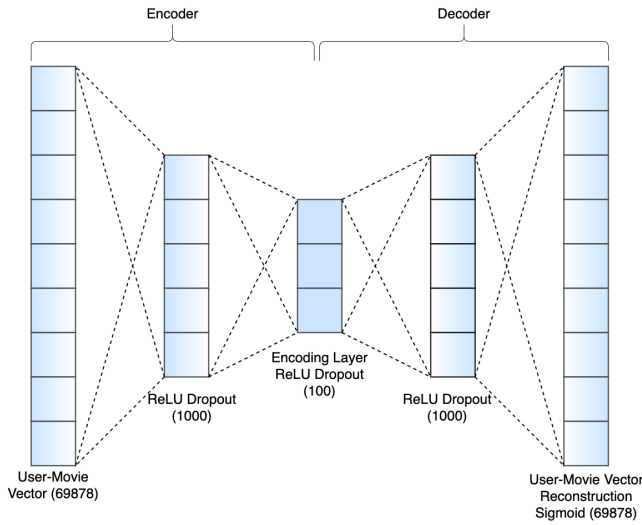 Encoder
Decoder
Encoding Layer
ReLU Dropout
(100)
ReLU Dropout
(1000)
ReLU Dropout
(1000)
User-Movie
Vector (69878)
User-Movie Vector
Reconstruction
Sigmoid (69878)